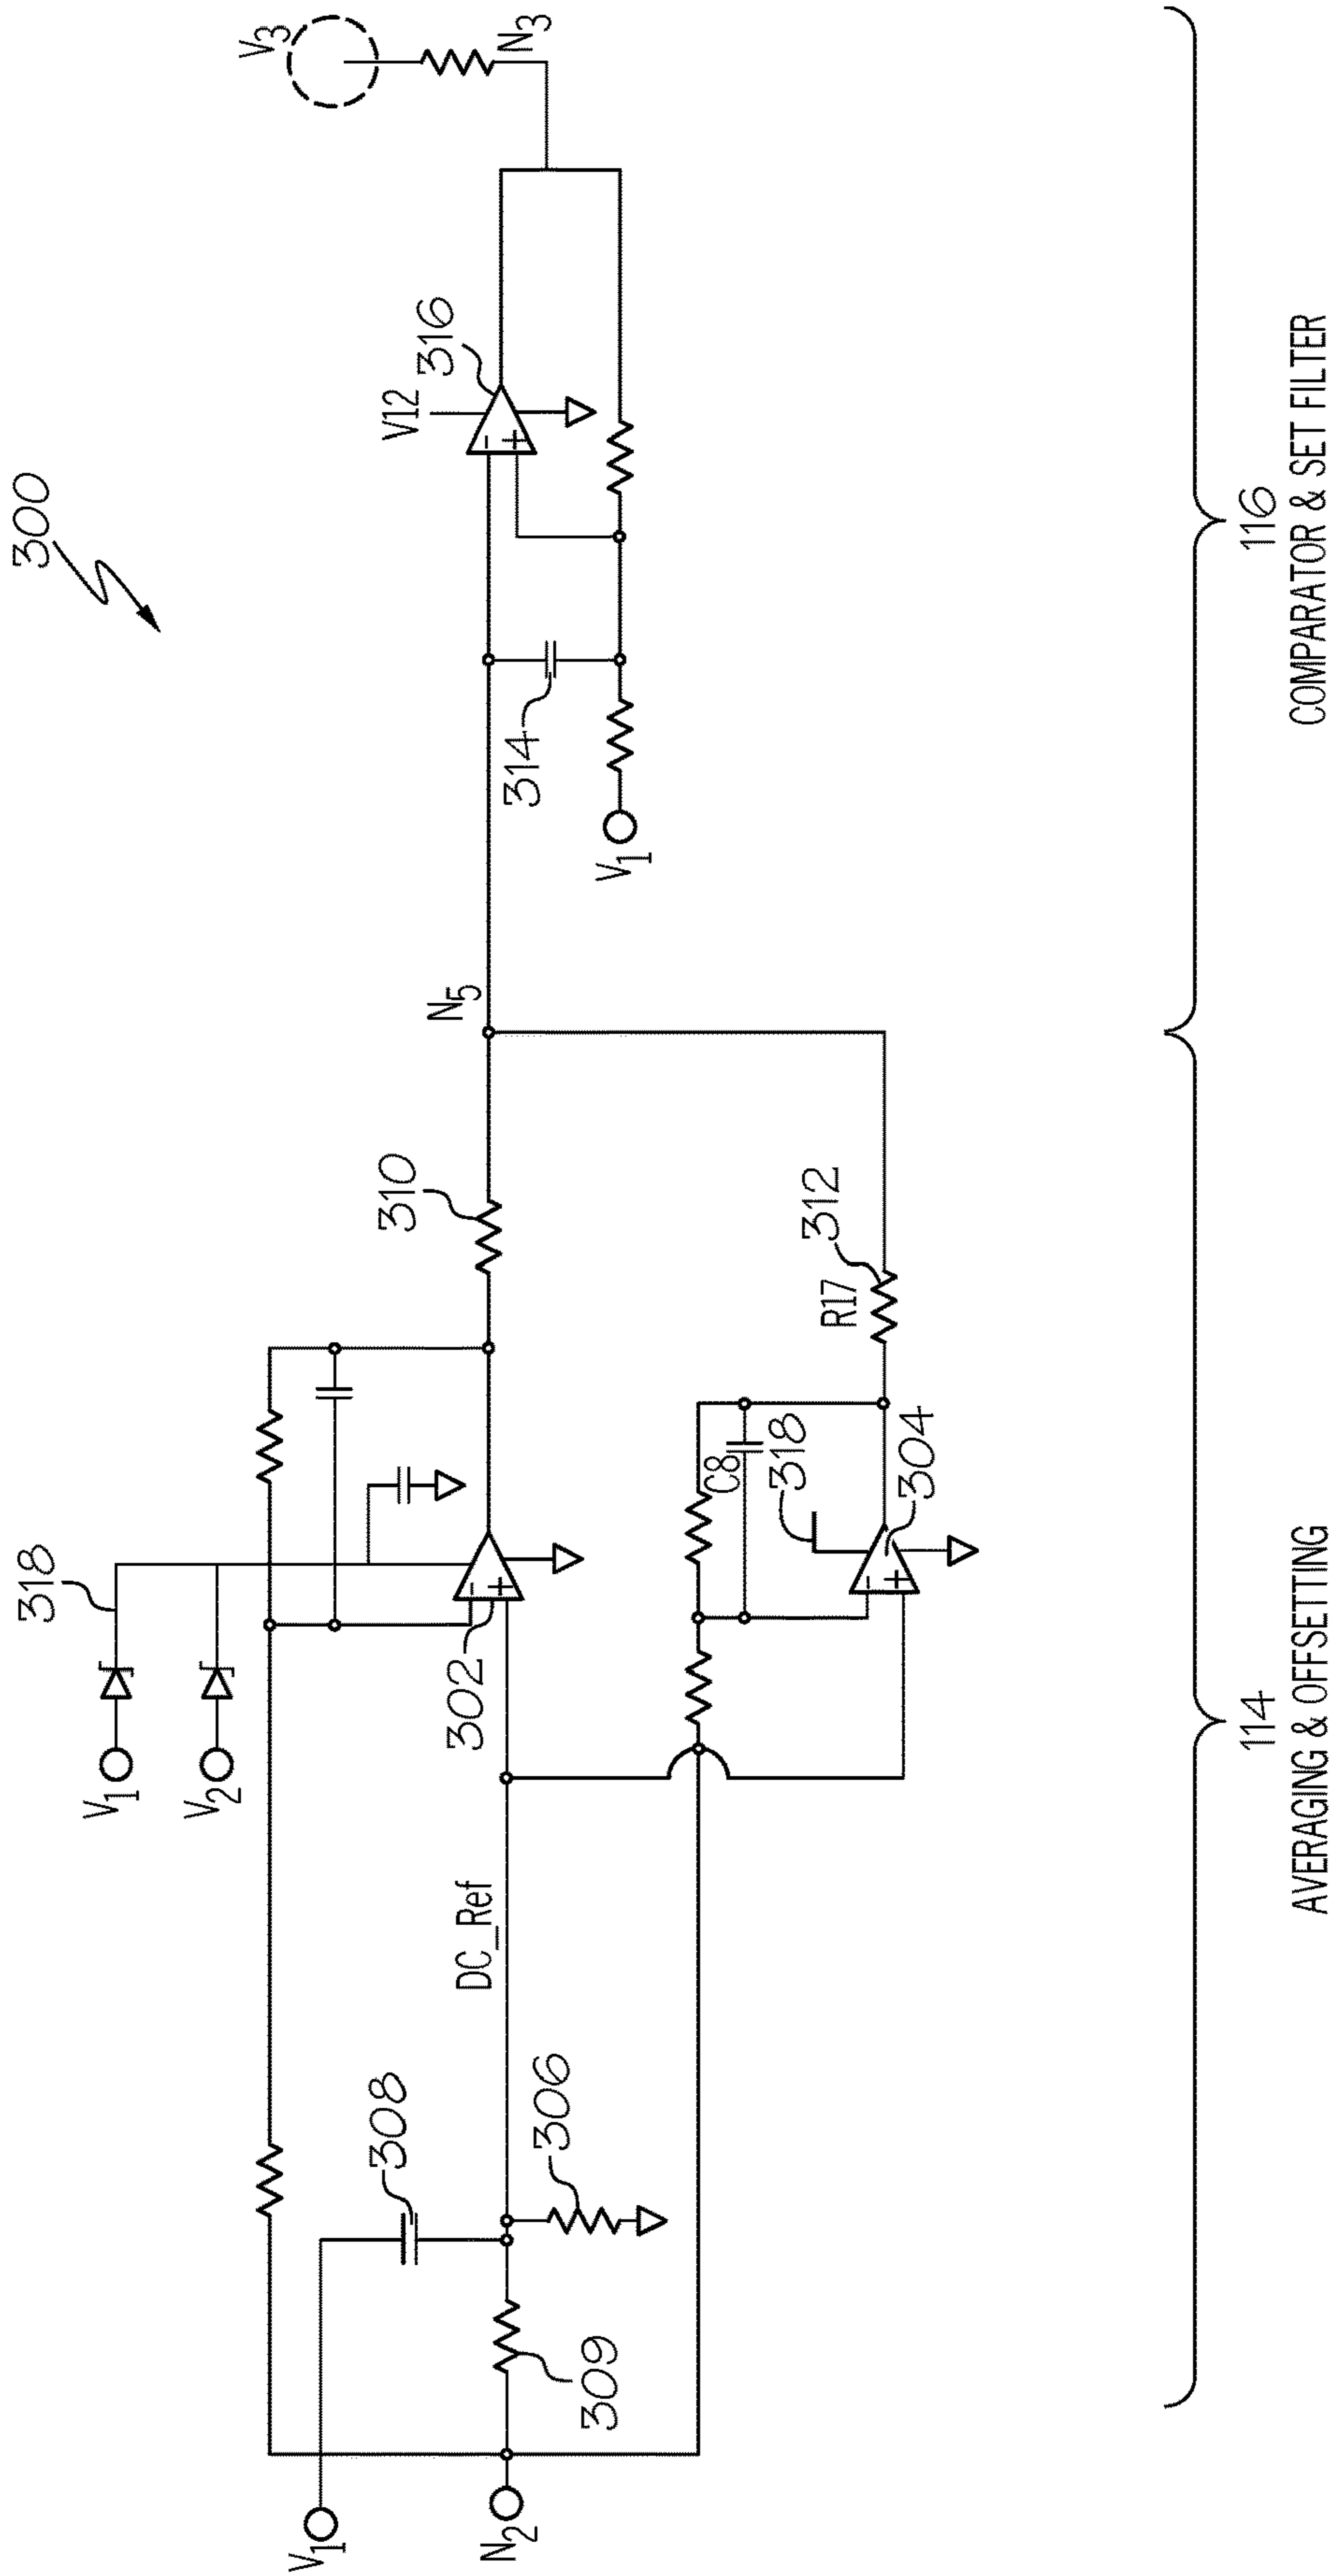 300
V1
V2
318
V1
308
N2
309
306
DC_Ref
302
-
+
310
N5
C8
318
304
-
+
R17
312
V1
314
V12
316
-
+
N3
V3
114
AVERAGING & OFFSETTING
116
COMPARATOR & SET FILTER